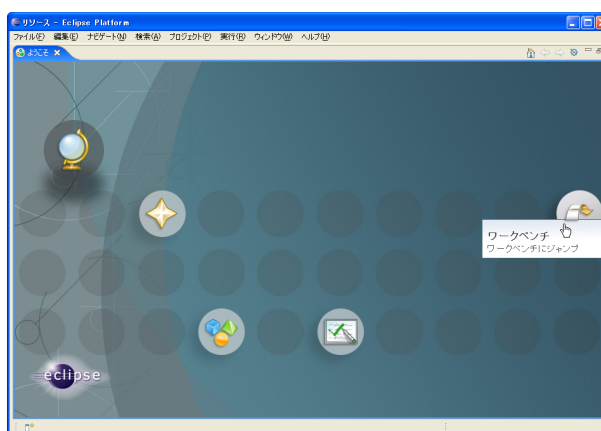 リソース - Eclipse Platform
ファイル(F) 編集(E) ナビゲート(N) 検索(A) プロジェクト(P) 実行(R) ウィンドウ(W) ヘルプ(H)
ようこそ
ワークベンチ
ワークベンチにジャンプ
eclipse